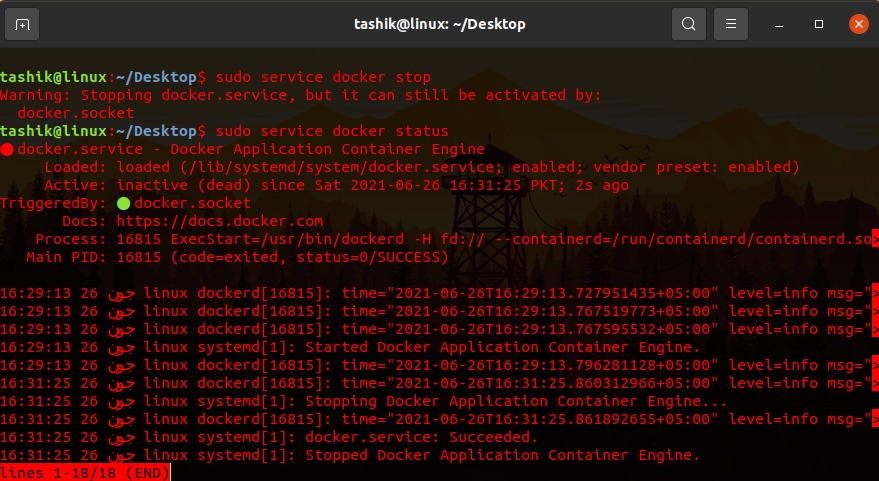 tashik@linux: ~/Desktop
tashik@linux:~/Desktop$ sudo service docker stop
Warning: Stopping docker.service, but it can still be activated by:
  docker.socket
tashik@linux:~/Desktop$ sudo service docker status
● docker.service - Docker Application Container Engine
     Loaded: loaded (/lib/systemd/system/docker.service; enabled; vendor preset: enabled)
     Active: inactive (dead) since Sat 2021-06-26 16:31:25 PKT; 2s ago
TriggeredBy: ● docker.socket
       Docs: https://docs.docker.com
    Process: 16815 ExecStart=/usr/bin/dockerd -H fd:// --containerd=/run/containerd/containerd.so>
   Main PID: 16815 (code=exited, status=0/SUCCESS)
16:29:13 26 جون linux dockerd[16815]: time="2021-06-26T16:29:13.727951435+05:00" level=info msg=">
16:29:13 26 جون linux dockerd[16815]: time="2021-06-26T16:29:13.767519773+05:00" level=info msg=">
16:29:13 26 جون linux dockerd[16815]: time="2021-06-26T16:29:13.767595532+05:00" level=info msg=">
16:29:13 26 جون linux systemd[1]: Started Docker Application Container Engine.
16:29:13 26 جون linux dockerd[16815]: time="2021-06-26T16:29:13.796281128+05:00" level=info msg=">
16:31:25 26 جون linux dockerd[16815]: time="2021-06-26T16:31:25.860312966+05:00" level=info msg=">
16:31:25 26 جون linux systemd[1]: Stopping Docker Application Container Engine...
16:31:25 26 جون linux dockerd[16815]: time="2021-06-26T16:31:25.861892655+05:00" level=info msg=">
16:31:25 26 جون linux systemd[1]: docker.service: Succeeded.
16:31:25 26 جون linux systemd[1]: Stopped Docker Application Container Engine.
lines 1-18/18 (END)